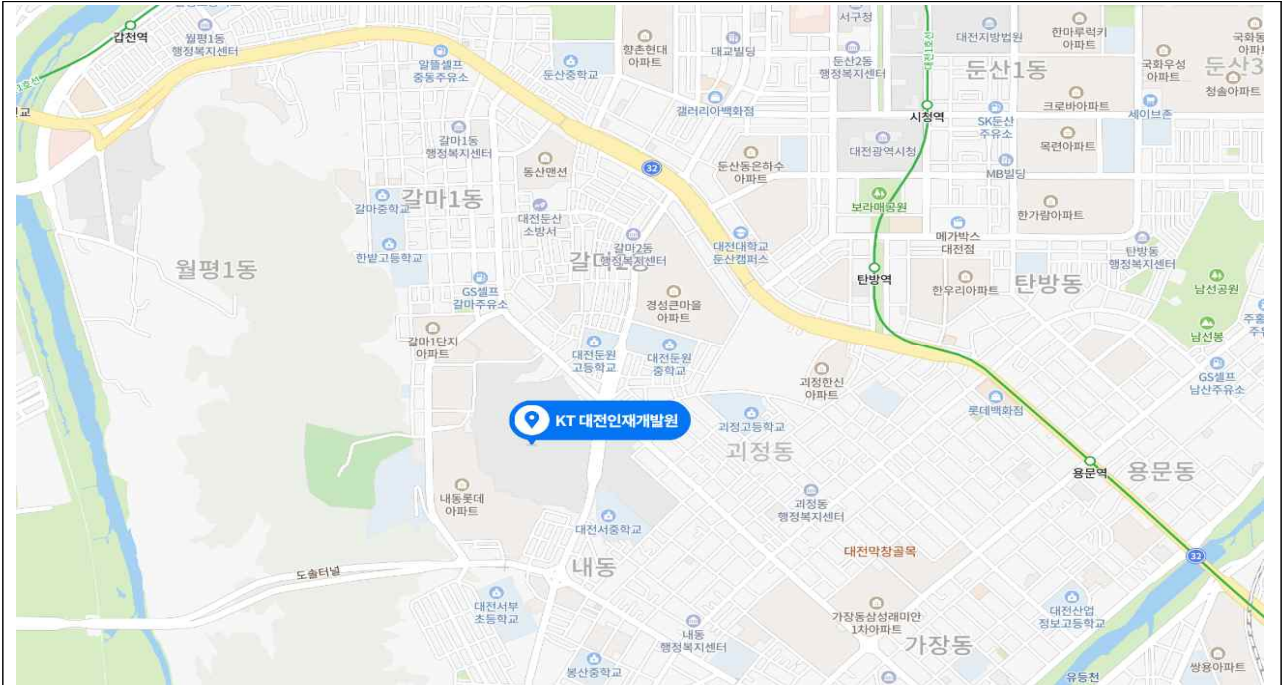 갑천역
월평1동
행정복지센터
알뜰셀프
중동주유소
둔산중학교
향촌현대
아파트
대교빌딩
갤러리아백화점
서구청
둔산2동
행정복지센터
대전1호선
대전지방법원
한마루럭키
아파트
둔산1동
국화우성
아파트
둔산3
청솔아파트
크로바아파트
세이브존
시청역
SK둔산
주유소
목련아파트
MB빌딩
대전광역시청
32
둔산동은하수
아파트
갈마1동
행정복지센터
동산맨션
갈마중학교
갈마1동
대전둔산
소방서
보라매공원
한가람아파트
메가박스
대전점
탄방동
행정복지센터
한밭고등학교
갈마2동
행정복지센터
대전대학교
둔산캠퍼스
월평1동
GS셀프
갈마주유소
경성큰마을
아파트
탄방역
한우리아파트
탄방동
남선공원
남선봉
갈마1단지
아파트
대전둔원
고등학교
대전둔원
중학교
괴정한신
아파트
GS셀프
남산주유소
롯데백화점
KT 대전인재개발원
괴정고등학교
괴정동
용문역
용문동
내동롯데
아파트
괴정동
행정복지센터
대전서중학교
대전막창골목
32
도솔터널
내동
대전서부
초등학교
가장동삼성래미안
1차아파트
대전산업
정보고등학교
내동
행정복지센터
가장동
봉산중학교
쌍용아파트
유등천